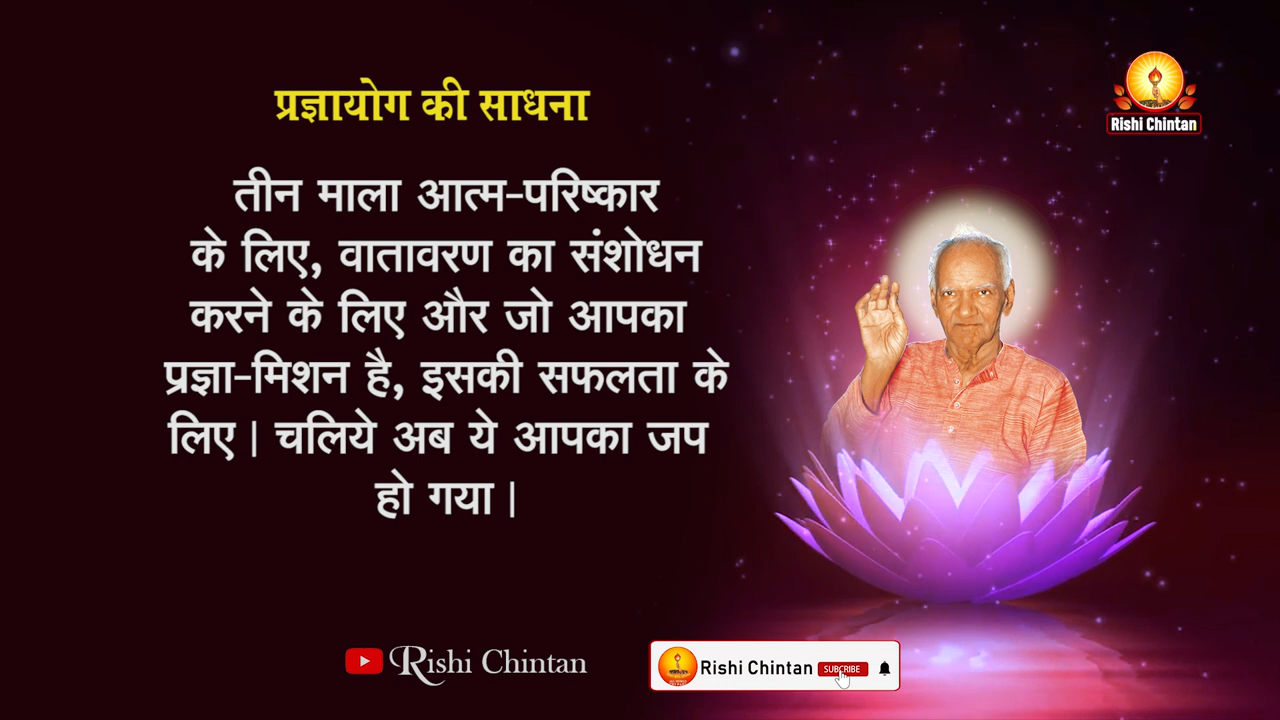 प्रज्ञायोग की साधना
तीन माला आत्म-परिष्कार
के लिए, वातावरण का संशोधन
करने के लिए और जो आपका
प्रज्ञा-मिशन है, इसकी सफलता के
लिए | चलिये अब ये आपका जप
हो गया |
Rishi Chintan
Rishi Chintan
Rishi Chintan SUBSCRIBE